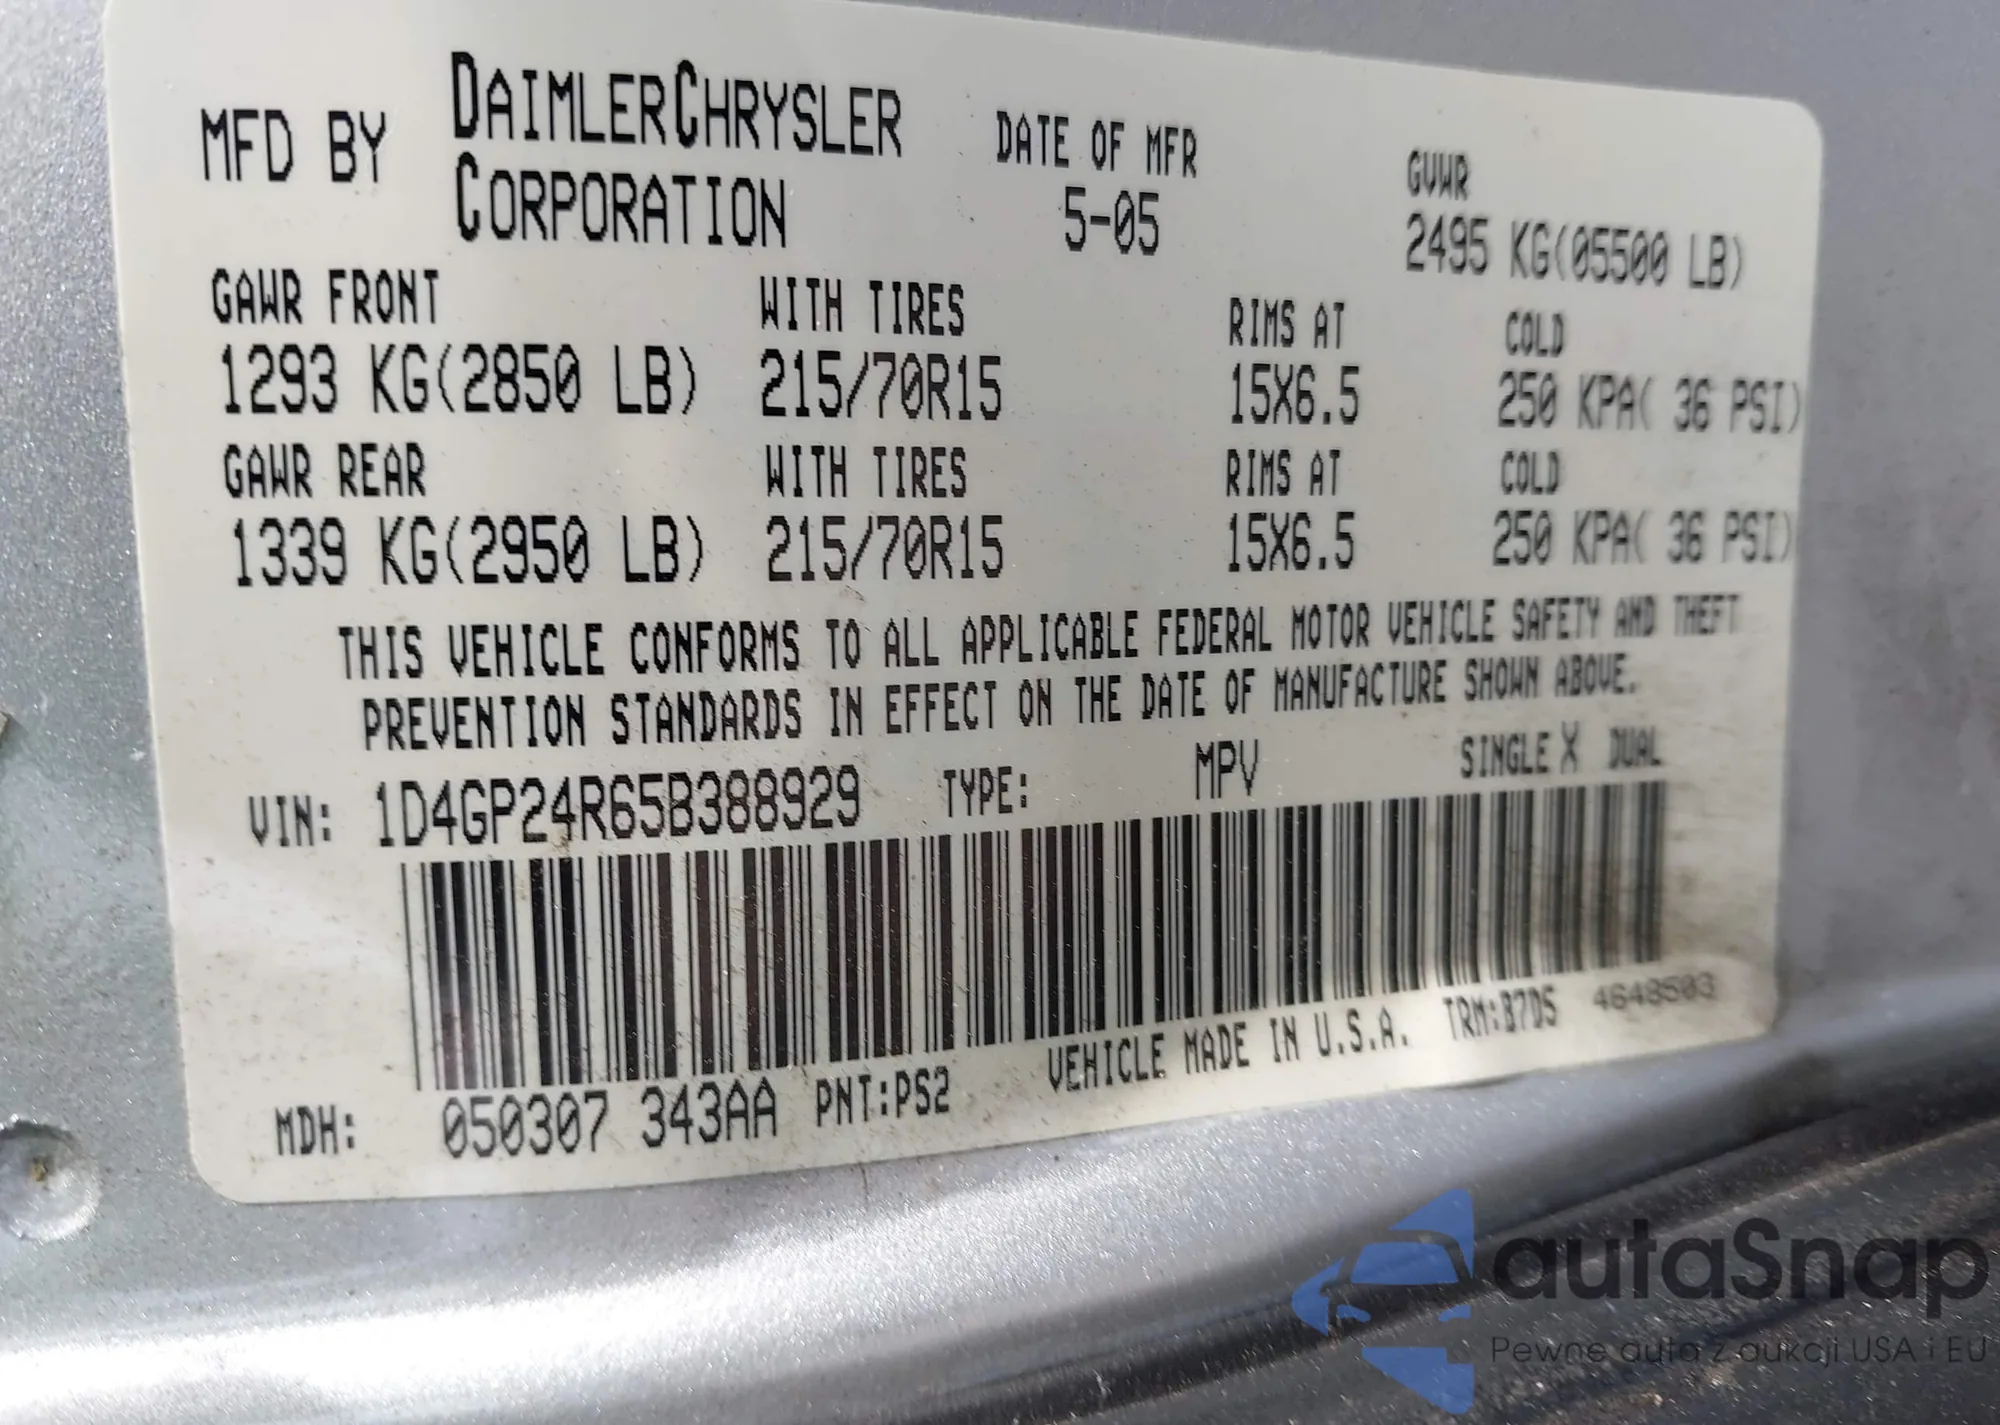 MFD BY DAIMLERCHRYSLER CORPORATION
DATE OF MFR
5-05
GVWR
2495 KG(05500 LB)
GAWR FRONT WITH TIRES RIMS AT COLD
1293 KG(2850 LB) 215/70R15 15X6.5 250 KPA( 36 PSI)
GAWR REAR WITH TIRES RIMS AT COLD
1339 KG(2950 LB) 215/70R15 15X6.5 250 KPA( 36 PSI)
THIS VEHICLE CONFORMS TO ALL APPLICABLE FEDERAL MOTOR VEHICLE SAFETY AND THEFT
PREVENTION STANDARDS IN EFFECT ON THE DATE OF MANUFACTURE SHOWN ABOVE.
VIN: 1D4GP24R65B388929 TYPE: MPV SINGLE X DUAL
MDH: 050307 343AA PNT:PS2 VEHICLE MADE IN U.S.A. TRM:B7D5 4648503
autaSnap
Pewne auta z aukcji USA i EU